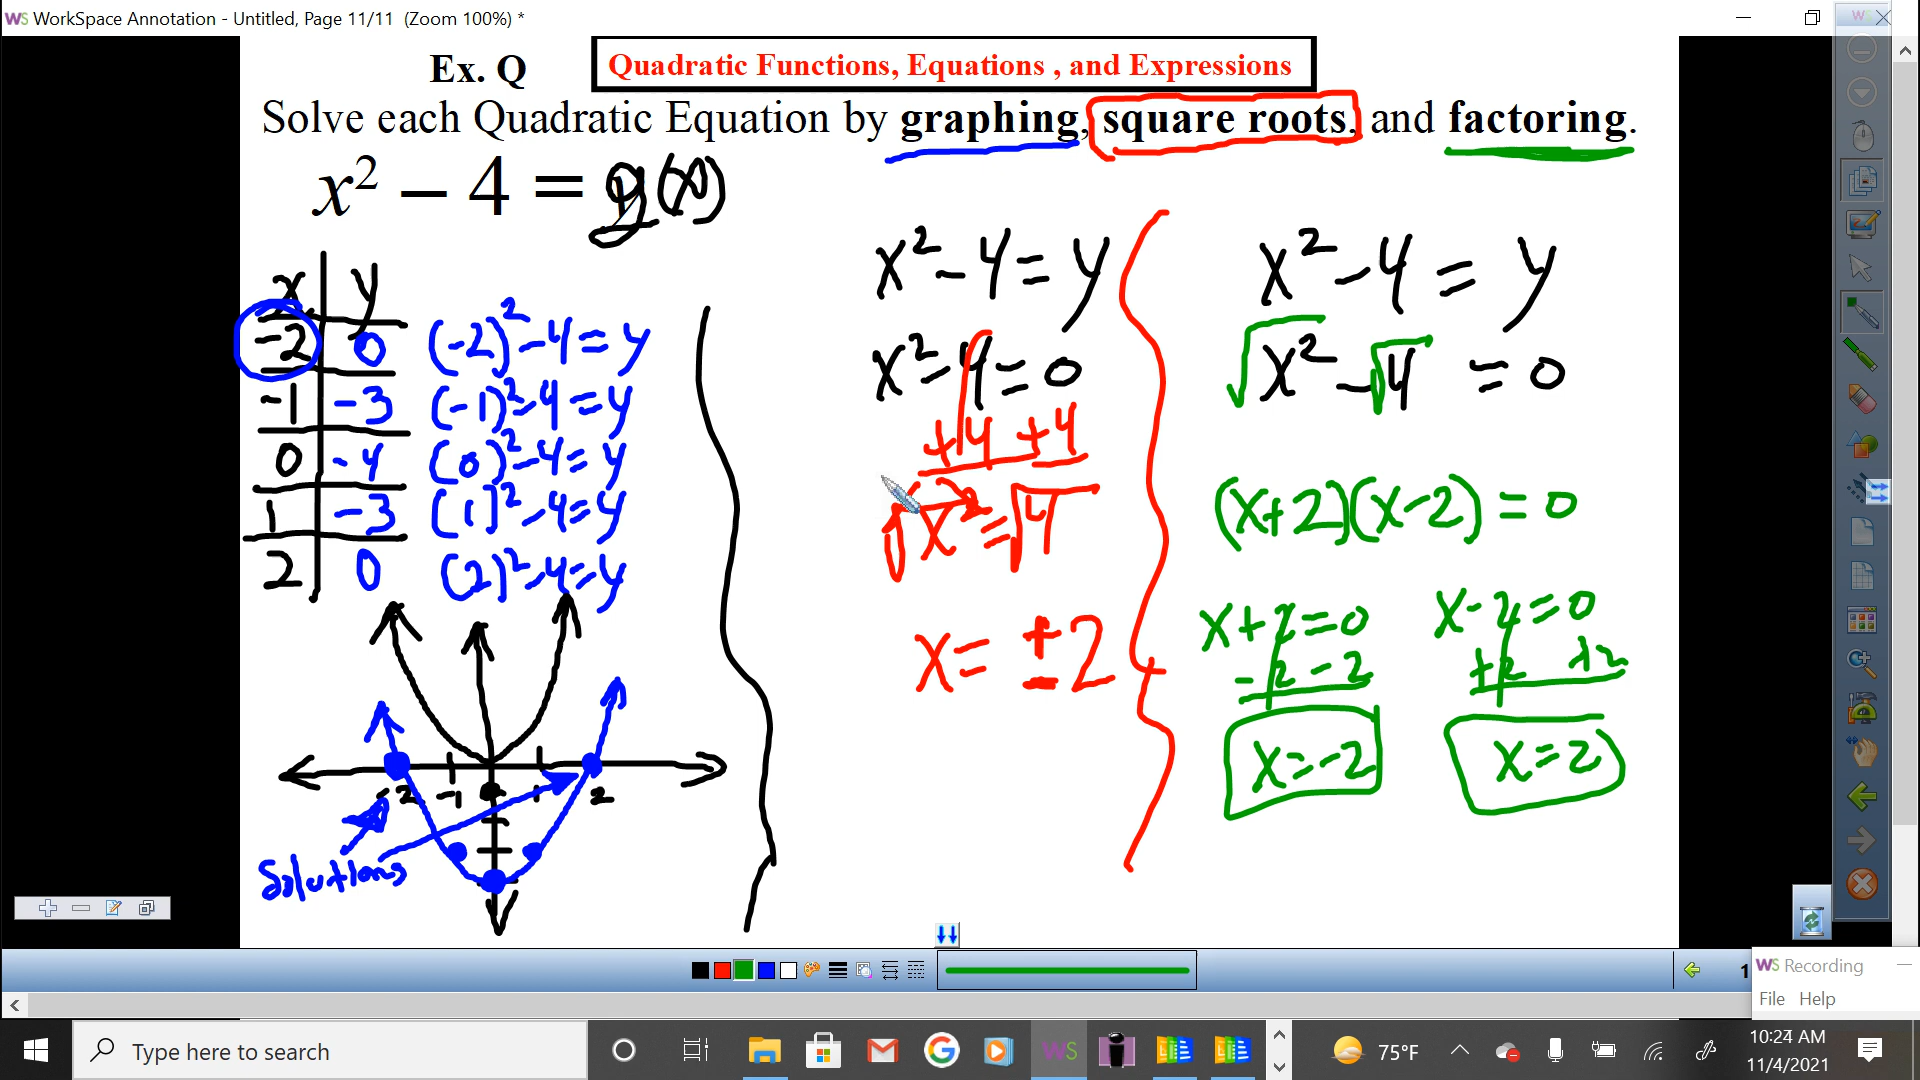 WS WorkSpace Annotation - Untitled, Page 11/11 (Zoom 100%) *
Ex. Q
Quadratic Functions, Equations , and Expressions
Solve each Quadratic Equation by graphing, square roots, and factoring.
x² – 4 = g(x)
x y
-2 0 (-2)² - 4 = y
-1 -3 (-1)² - 4 = y
0 -4 (0)² - 4 = y
1 -3 (1)² - 4 = y
2 0 (2)² - 4 = y
-2 -1 1 2
Solutions
x² - 4 = y
x² - 4 = 0
+4 +4
√x² = √4
x = ±2
x² - 4 = y
√x² - √4 = 0
(x+2)(x-2) = 0
x+2=0 x-2=0
-2 -2 +2 +2
x=-2 x=2
1
WS Recording
File Help
Type here to search
WS
75°F
10:24 AM
11/4/2021